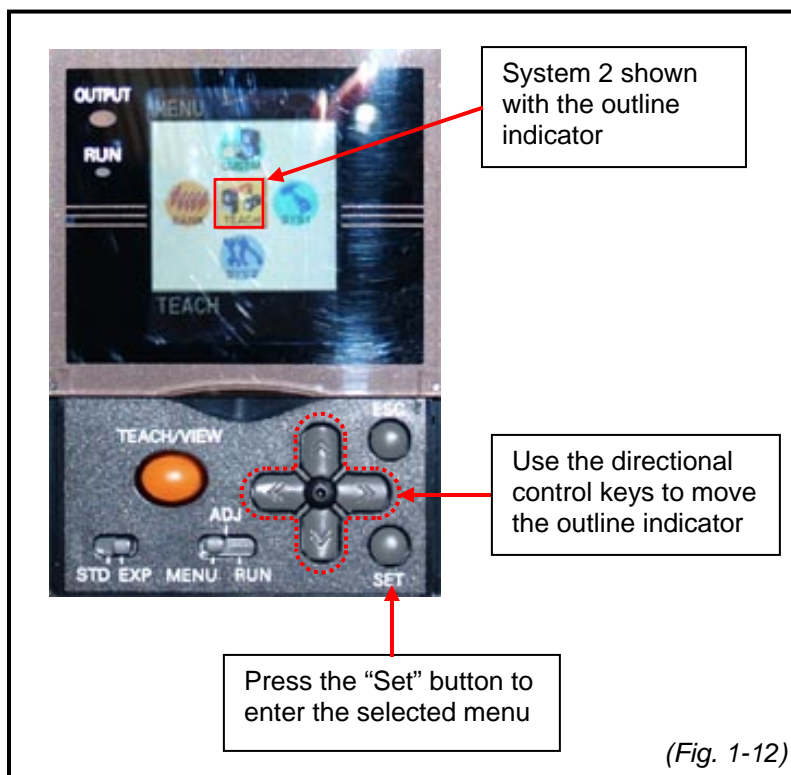 System 2 shown
with the outline
indicator
OUTPUT
RUN
MENU
BANK
TEACH
TEACH
TEACH/VIEW
ESC
ADJ
STD EXP
MENU RUN
SET
Use the directional
control keys to move
the outline indicator
Press the “Set” button to
enter the selected menu
(Fig. 1-12)